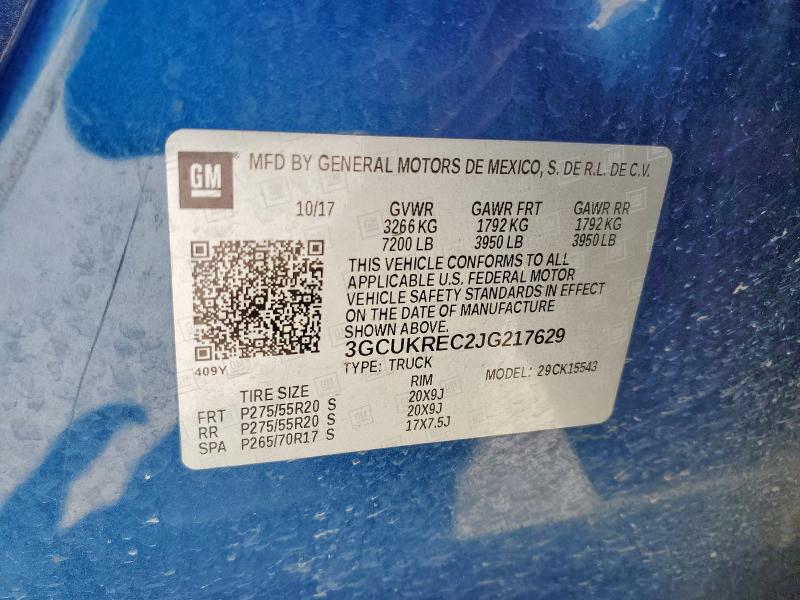 GM ® MFD BY GENERAL MOTORS DE MEXICO, S. DE R.L. DE C.V.
10/17 GVWR GAWR FRT GAWR RR
3266 KG 1792 KG 1792 KG
7200 LB 3950 LB 3950 LB
THIS VEHICLE CONFORMS TO ALL
APPLICABLE U.S. FEDERAL MOTOR
VEHICLE SAFETY STANDARDS IN EFFECT
ON THE DATE OF MANUFACTURE
SHOWN ABOVE.
3GCUKREC2JG217629
409Y TYPE: TRUCK MODEL: 29CK15543
TIRE SIZE RIM
FRT P275/55R20 S 20X9J
RR P275/55R20 S 20X9J
SPA P265/70R17 S 17X7.5J